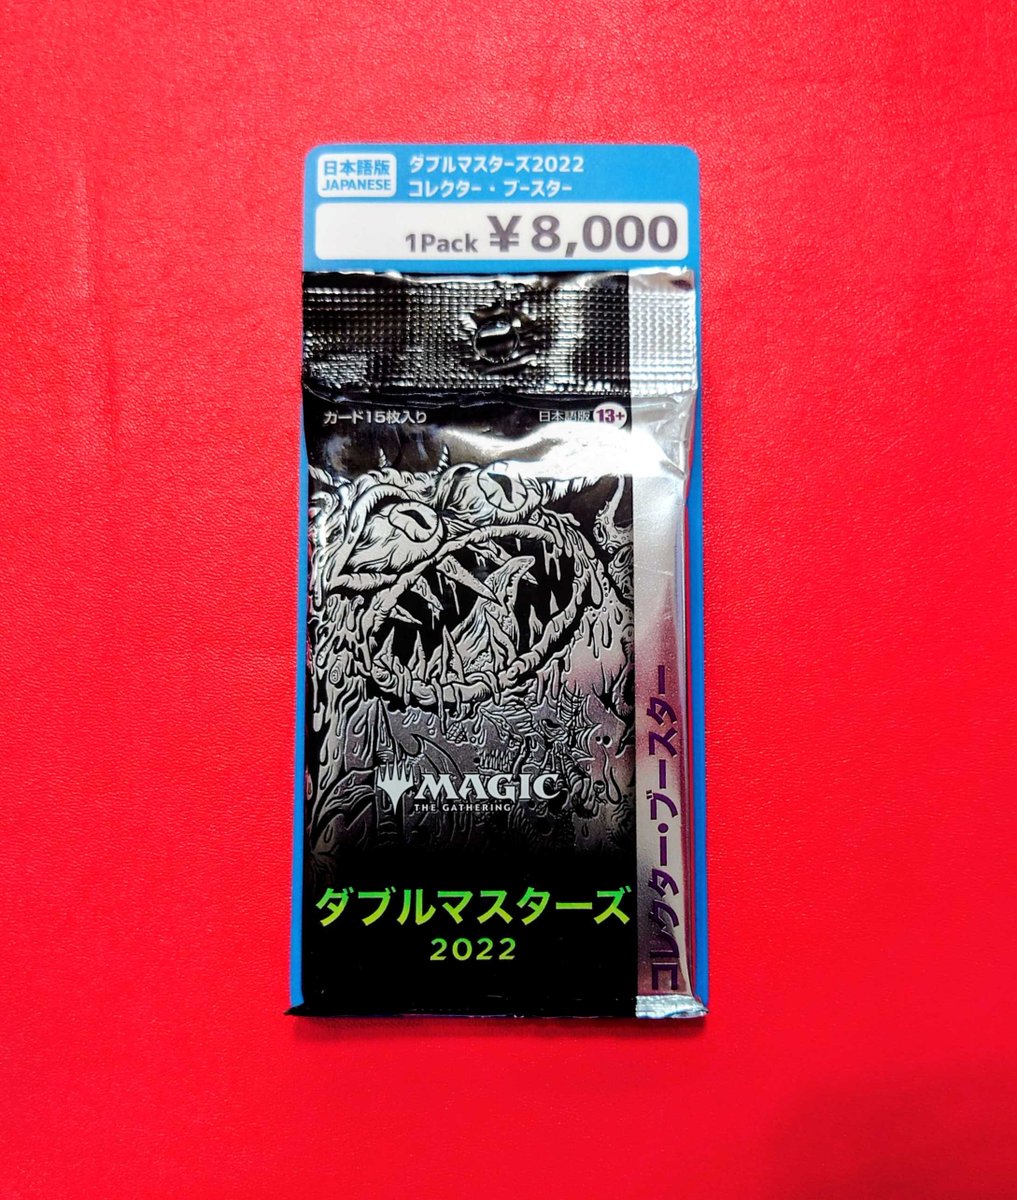 日本語版
JAPANESE
ダブルマスターズ2022
コレクター・ブースター
1Pack ¥8,000
カード15枚入り
日本語版 13+
MAGIC
THE GATHERING
ダブルマスターズ
2022
コレクター・ブースター